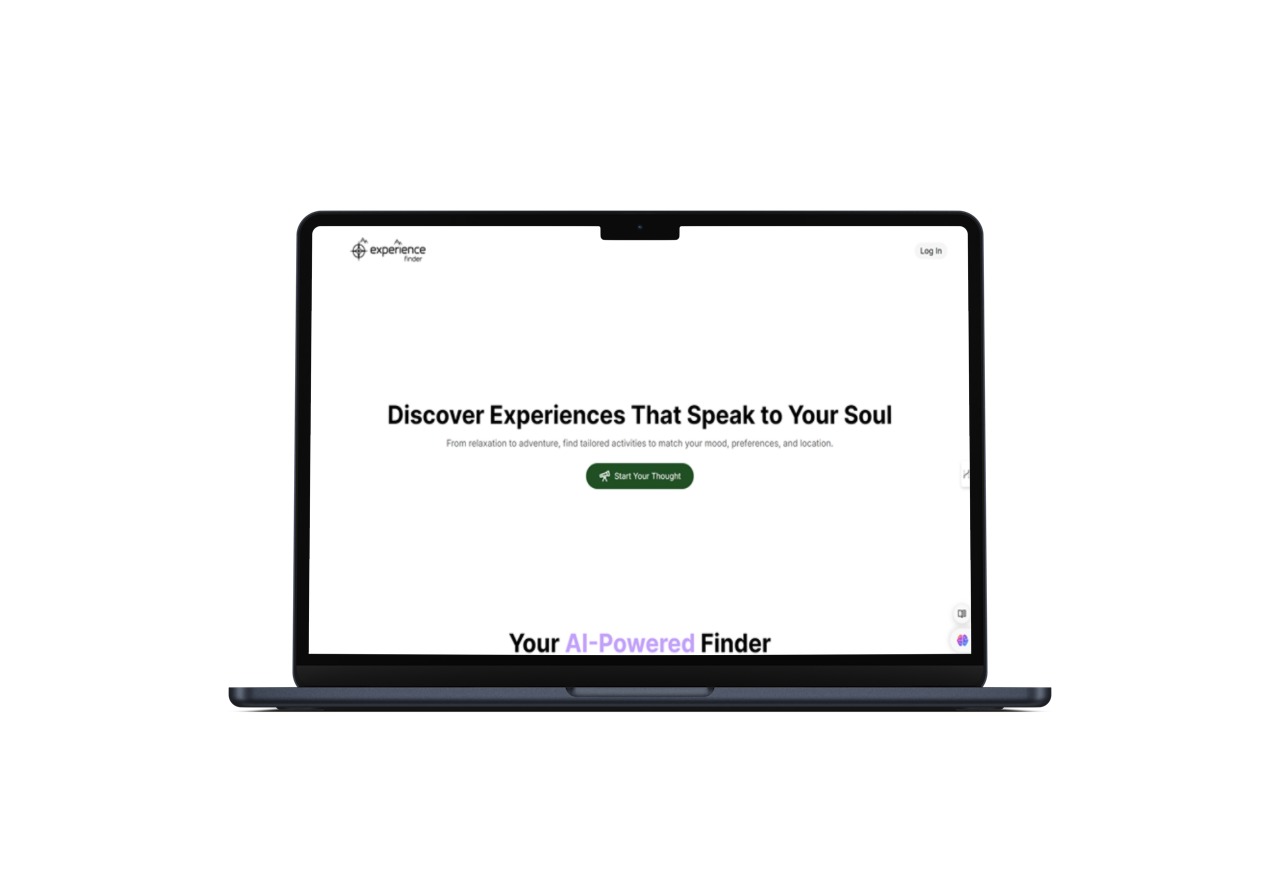 experience
finder
Log In
Discover Experiences That Speak to Your Soul
From relaxation to adventure, find tailored activities to match your mood, preferences, and location.
Start Your Thought
Your AI-Powered Finder